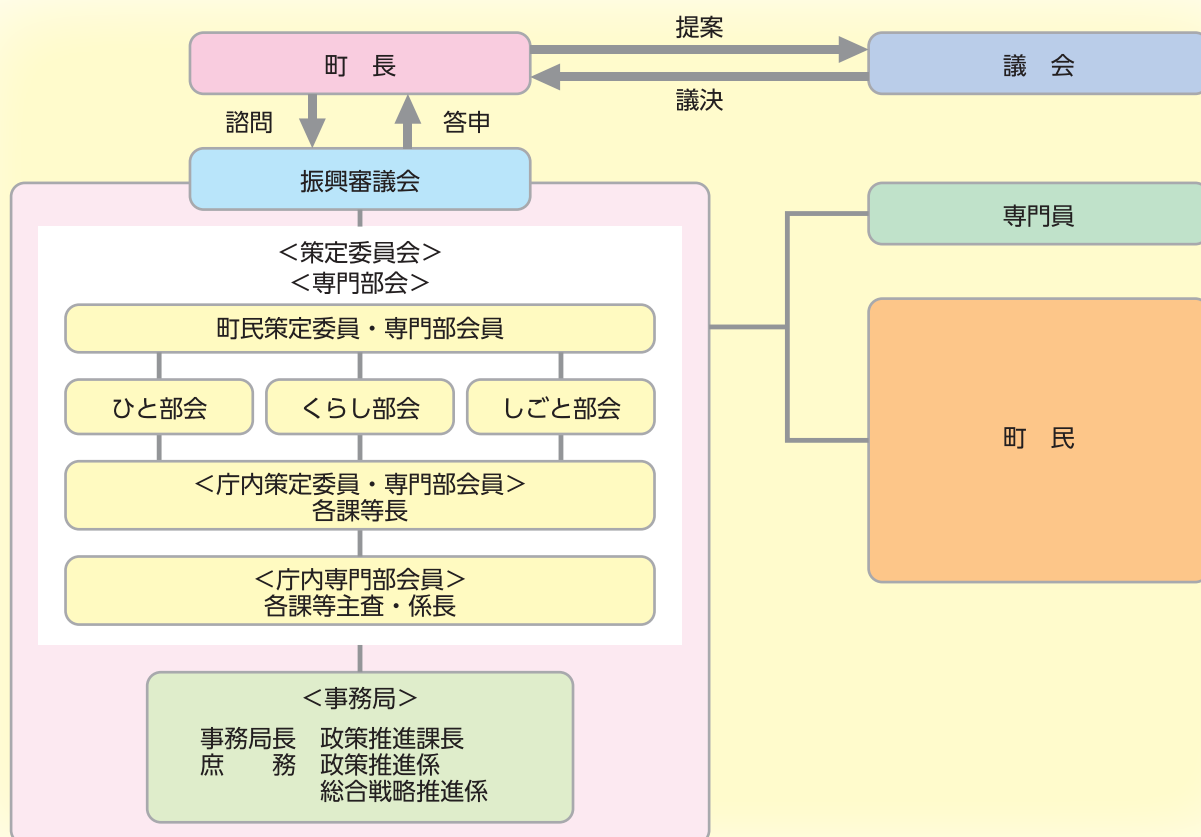 提案
町　長
議　会
議決
諮問
答申
振興審議会
専門員
＜策定委員会＞
＜専門部会＞
町民策定委員・専門部会員
ひと部会
くらし部会
しごと部会
町　民
＜庁内策定委員・専門部会員＞
各課等長
＜庁内専門部会員＞
各課等主査・係長
＜事務局＞
事務局長　政策推進課長
庶　　務　政策推進係
総合戦略推進係